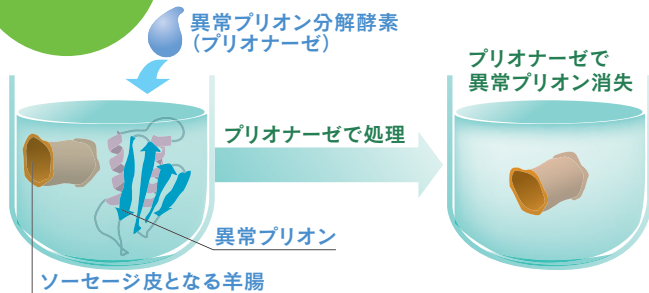 異常プリオン分解酵素
(プリオナーゼ)
プリオナーゼで
異常プリオン消失
プリオナーゼで処理
異常プリオン
ソーセージ皮となる羊腸